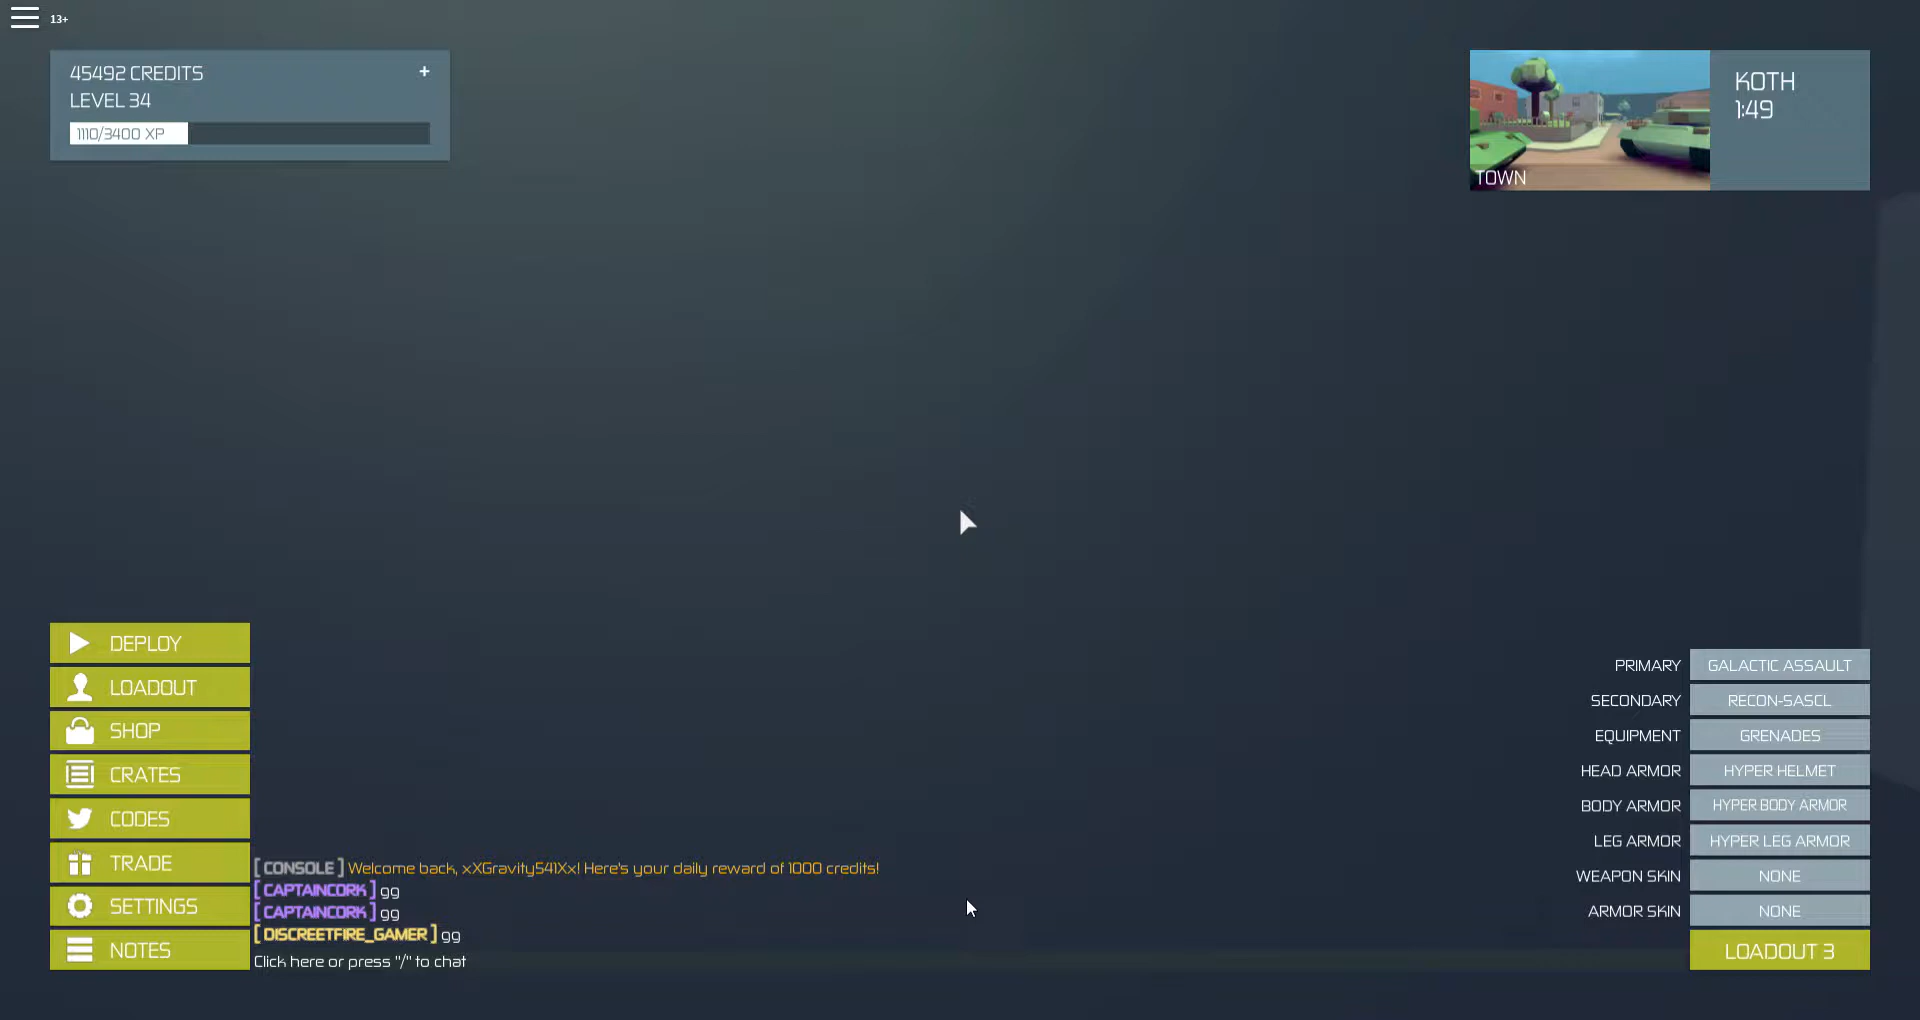 13+
45492 CREDITS +
LEVEL 34
1110/3400 XP
KOTH
1:49
TOWN
DEPLOY
LOADOUT
SHOP
CRATES
CODES
TRADE
SETTINGS
NOTES
[ CONSOLE ] Welcome back, xXGravity541Xx! Here's your daily reward of 1000 credits!
[ CAPTAINCORK ] gg
[ CAPTAINCORK ] gg
[ DISCREETFIRE_GAMER ] gg
Click here or press "/" to chat
PRIMARY GALACTIC ASSAULT
SECONDARY RECON-SASCL
EQUIPMENT GRENADES
HEAD ARMOR HYPER HELMET
BODY ARMOR HYPER BODY ARMOR
LEG ARMOR HYPER LEG ARMOR
WEAPON SKIN NONE
ARMOR SKIN NONE
LOADOUT 3